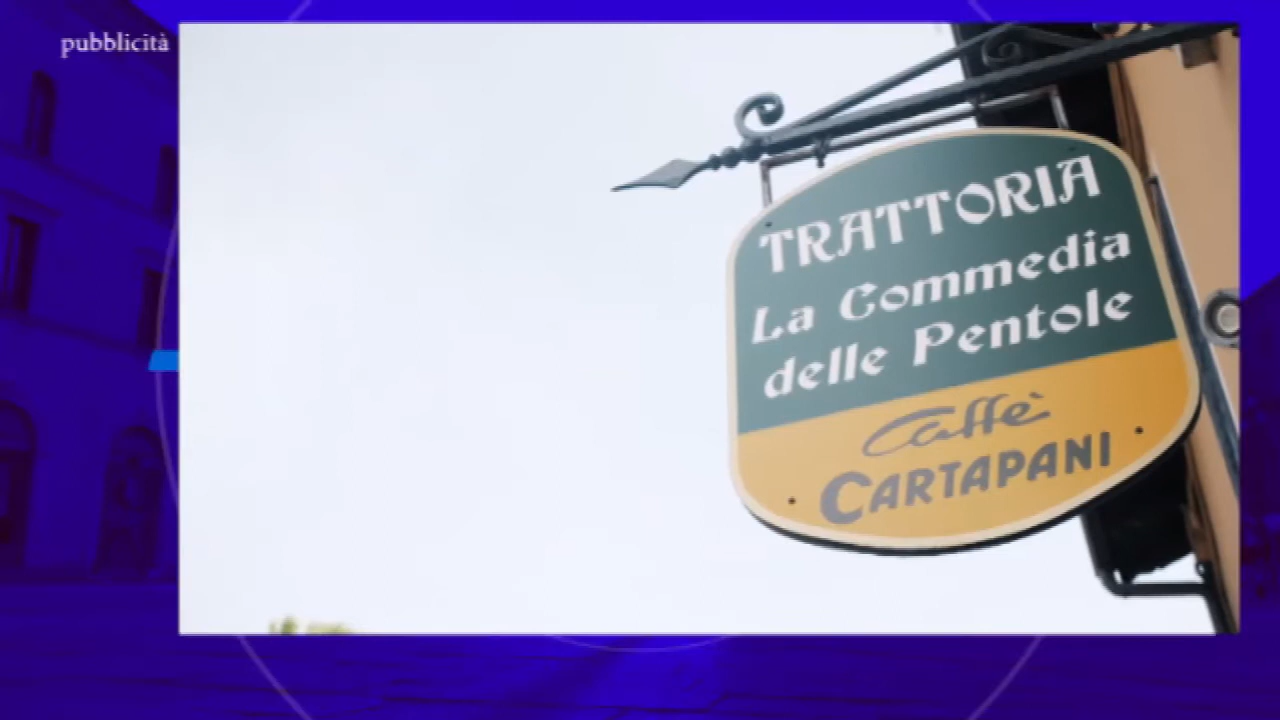 pubblicità
TRATTORIA
La Commedia
delle Pentole
Caffè
CARTAPANI